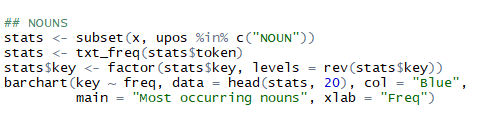 ## NOUNS
stats <- subset(x, upos %in% c("NOUN"))
stats <- txt_freq(stats$token)
stats$key <- factor(stats$key, levels = rev(stats$key))
barchart(key ~ freq, data = head(stats, 20), col = "Blue",
         main = "Most occurring nouns", xlab = "Freq")